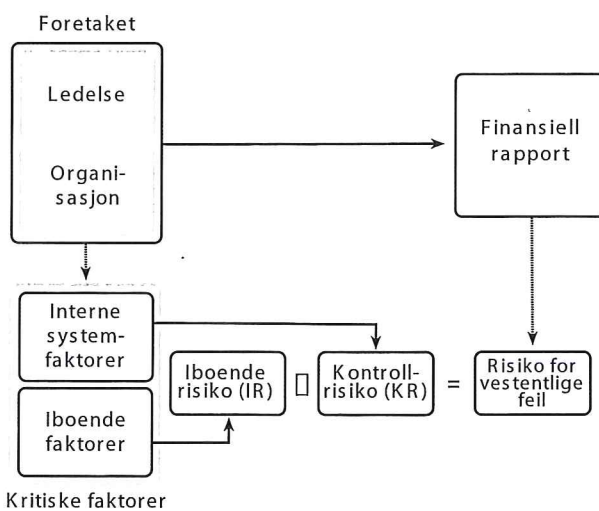 Foretaket
Ledelse
Organi-
sasjon
Finansiell
rapport
Interne
system-
faktorer
Iboende
faktorer
Kritiske faktorer
Iboende
risiko (IR)
Kontroll-
risiko (KR)
=
Risiko for
vestentlige
feil